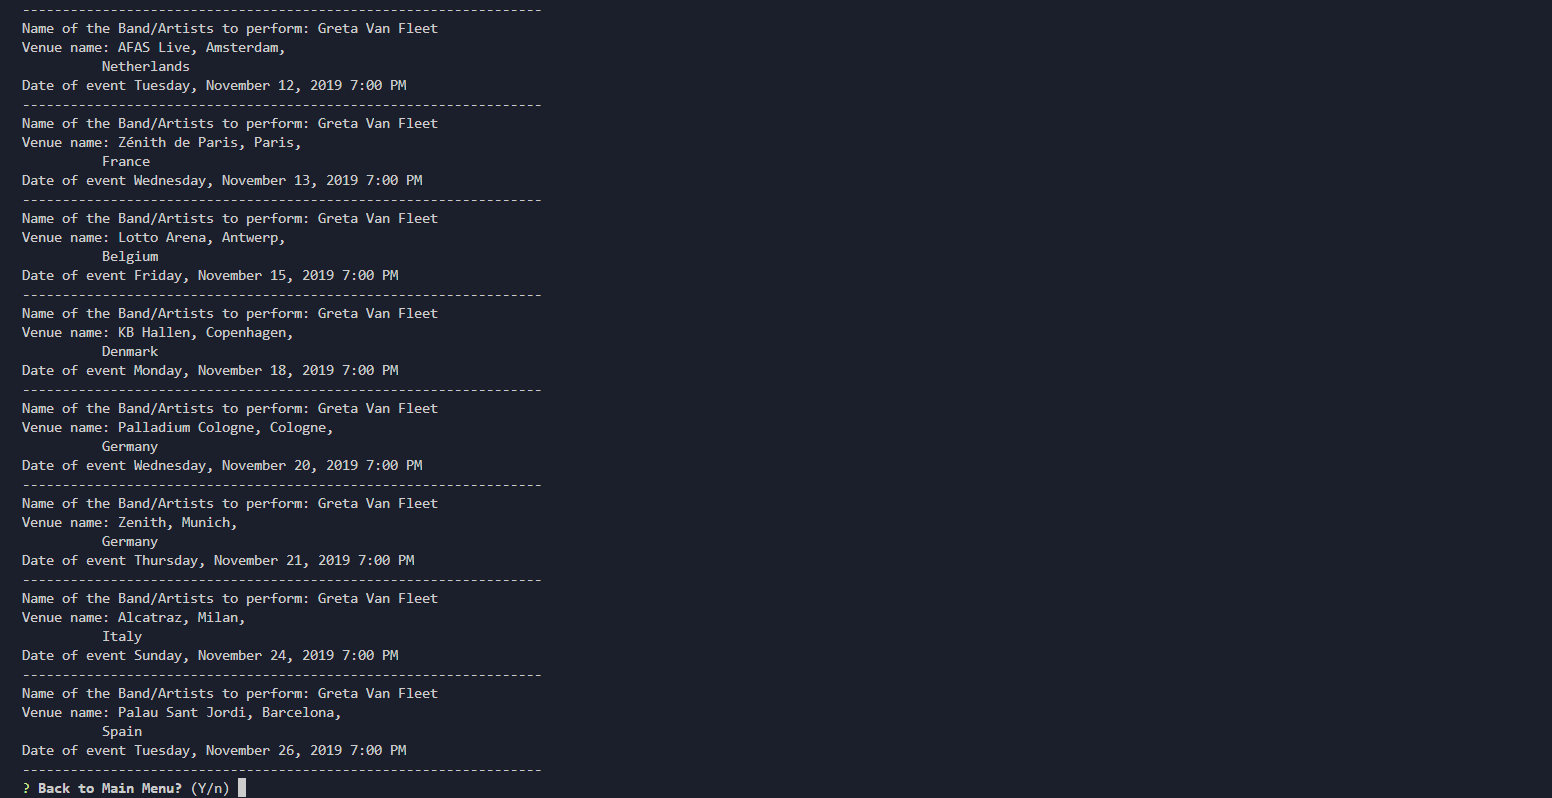 -----------------------------------------------------------------
Name of the Band/Artists to perform: Greta Van Fleet
Venue name: AFAS Live, Amsterdam,
          Netherlands
Date of event Tuesday, November 12, 2019 7:00 PM
-----------------------------------------------------------------
Name of the Band/Artists to perform: Greta Van Fleet
Venue name: Zénith de Paris, Paris,
          France
Date of event Wednesday, November 13, 2019 7:00 PM
-----------------------------------------------------------------
Name of the Band/Artists to perform: Greta Van Fleet
Venue name: Lotto Arena, Antwerp,
          Belgium
Date of event Friday, November 15, 2019 7:00 PM
-----------------------------------------------------------------
Name of the Band/Artists to perform: Greta Van Fleet
Venue name: KB Hallen, Copenhagen,
          Denmark
Date of event Monday, November 18, 2019 7:00 PM
-----------------------------------------------------------------
Name of the Band/Artists to perform: Greta Van Fleet
Venue name: Palladium Cologne, Cologne,
          Germany
Date of event Wednesday, November 20, 2019 7:00 PM
-----------------------------------------------------------------
Name of the Band/Artists to perform: Greta Van Fleet
Venue name: Zenith, Munich,
          Germany
Date of event Thursday, November 21, 2019 7:00 PM
-----------------------------------------------------------------
Name of the Band/Artists to perform: Greta Van Fleet
Venue name: Alcatraz, Milan,
          Italy
Date of event Sunday, November 24, 2019 7:00 PM
-----------------------------------------------------------------
Name of the Band/Artists to perform: Greta Van Fleet
Venue name: Palau Sant Jordi, Barcelona,
          Spain
Date of event Tuesday, November 26, 2019 7:00 PM
-----------------------------------------------------------------
? Back to Main Menu? (Y/n)